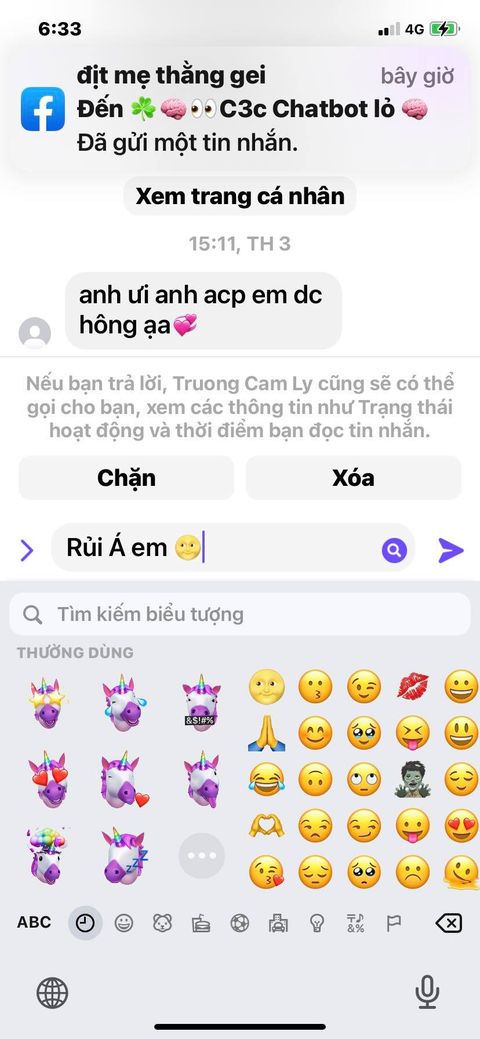 6:33
4G
địt mẹ thằng gei
bây giờ
Đến ☘️🧠👀C3c Chatbot lỏ 🧠
Đã gửi một tin nhắn.
Xem trang cá nhân
15:11, TH 3
anh ưi anh acp em dc
hông ạa💞
Nếu bạn trả lời, Truong Cam Ly cũng sẽ có thể
gọi cho bạn, xem các thông tin như Trạng thái
hoạt động và thời điểm bạn đọc tin nhắn.
Chặn
Xóa
Rủi Á em 🌝
Tìm kiếm biểu tượng
THƯỜNG DÙNG
&$!#%
ABC